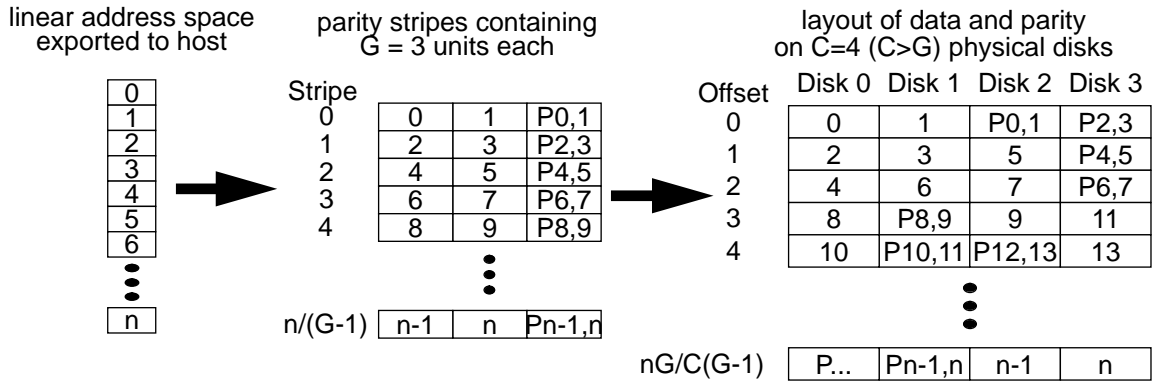 linear address space
exported to host
0
1
2
3
4
5
6
n
parity stripes containing
G = 3 units each
Stripe
0 0 1 P0,1
1 2 3 P2,3
2 4 5 P4,5
3 6 7 P6,7
4 8 9 P8,9
n/(G-1) n-1 n Pn-1,n
layout of data and parity
on C=4 (C>G) physical disks
Offset Disk 0 Disk 1 Disk 2 Disk 3
0 0 1 P0,1 P2,3
1 2 3 5 P4,5
2 4 6 7 P6,7
3 8 P8,9 9 11
4 10 P10,11 P12,13 13
nG/C(G-1) P... Pn-1,n n-1 n